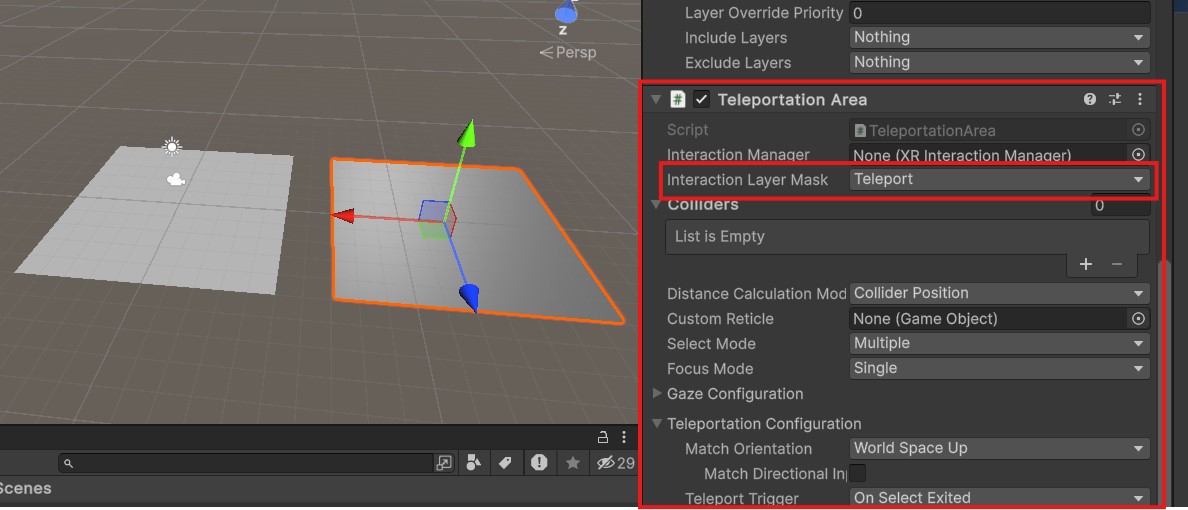 z
Persp
Layer Override Priority 0
Include Layers Nothing
Exclude Layers Nothing
# Teleportation Area
Script # TeleportationArea
Interaction Manager None (XR Interaction Manager)
Interaction Layer Mask Teleport
Colliders 0
List is Empty
+ −
Distance Calculation Mod Collider Position
Custom Reticle None (Game Object)
Select Mode Multiple
Focus Mode Single
Gaze Configuration
Teleportation Configuration
Match Orientation World Space Up
Match Directional In
Teleport Trigger On Select Exited
29
Scenes